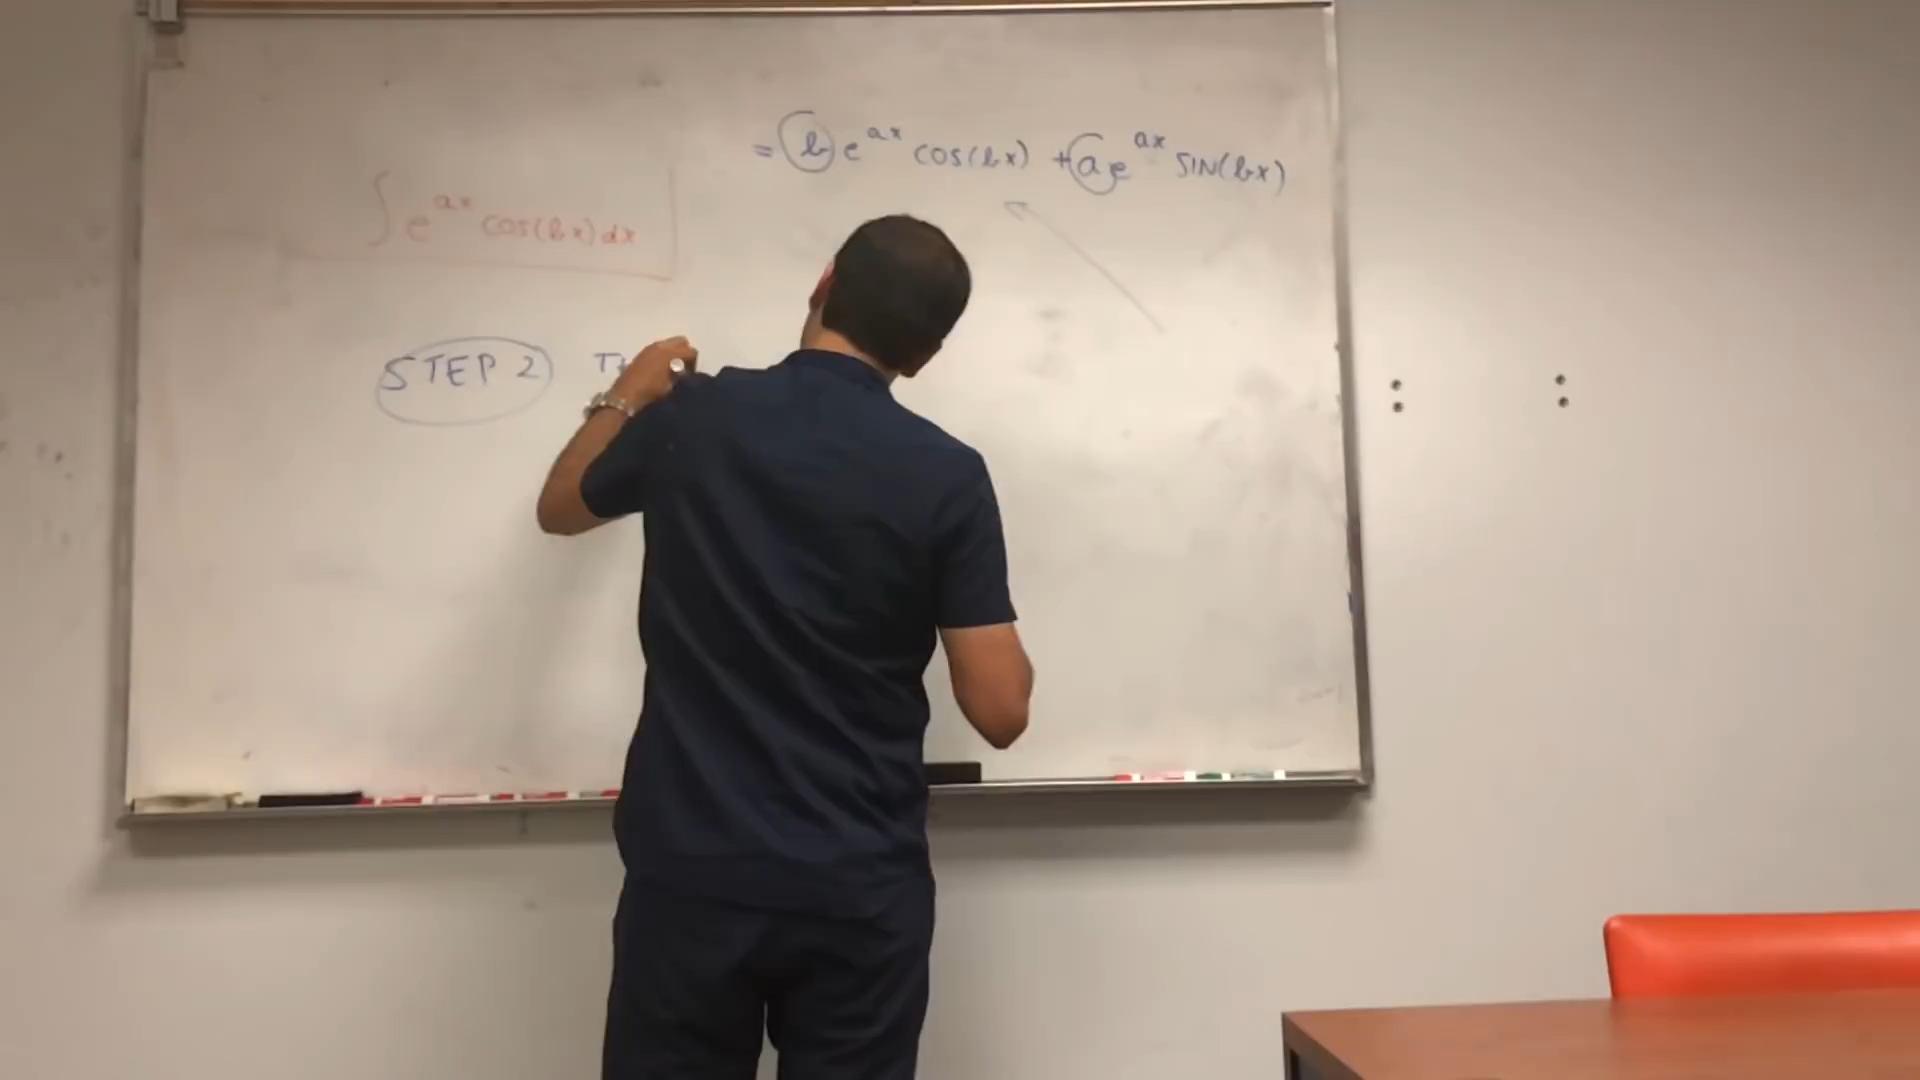 = b e^{ax} cos(bx) + a e^{ax} SIN(bx)
∫ e^{ax} cos(bx) dx
STEP 2